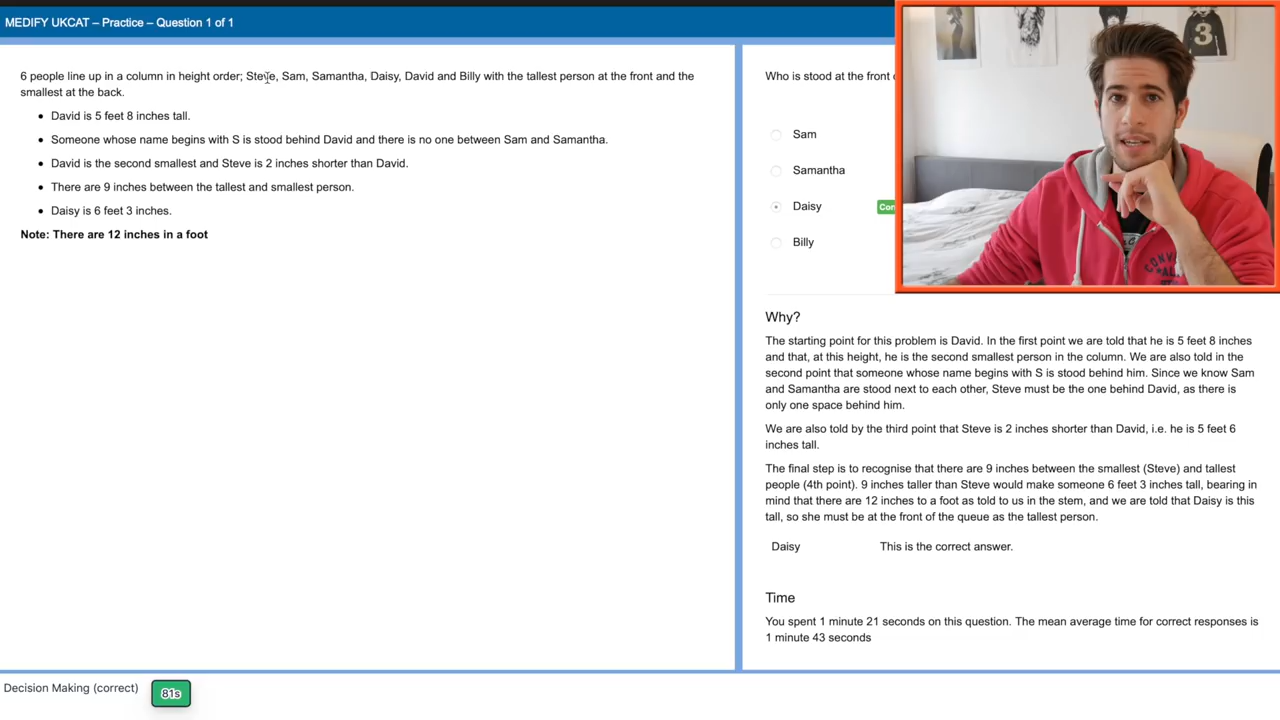 MEDIFY UKCAT – Practice – Question 1 of 1
6 people line up in a column in height order; Steve, Sam, Samantha, Daisy, David and Billy with the tallest person at the front and the
smallest at the back.
• David is 5 feet 8 inches tall.
• Someone whose name begins with S is stood behind David and there is no one between Sam and Samantha.
• David is the second smallest and Steve is 2 inches shorter than David.
• There are 9 inches between the tallest and smallest person.
• Daisy is 6 feet 3 inches.
Note: There are 12 inches in a foot
Who is stood at the front
Sam
Samantha
Daisy
Billy
Why?
The starting point for this problem is David. In the first point we are told that he is 5 feet 8 inches
and that, at this height, he is the second smallest person in the column. We are also told in the
second point that someone whose name begins with S is stood behind him. Since we know Sam
and Samantha are stood next to each other, Steve must be the one behind David, as there is
only one space behind him.
We are also told by the third point that Steve is 2 inches shorter than David, i.e. he is 5 feet 6
inches tall.
The final step is to recognise that there are 9 inches between the smallest (Steve) and tallest
people (4th point). 9 inches taller than Steve would make someone 6 feet 3 inches tall, bearing in
mind that there are 12 inches to a foot as told to us in the stem, and we are told that Daisy is this
tall, so she must be at the front of the queue as the tallest person.
Daisy This is the correct answer.
Time
You spent 1 minute 21 seconds on this question. The mean average time for correct responses is
1 minute 43 seconds
Decision Making (correct) 81s
3